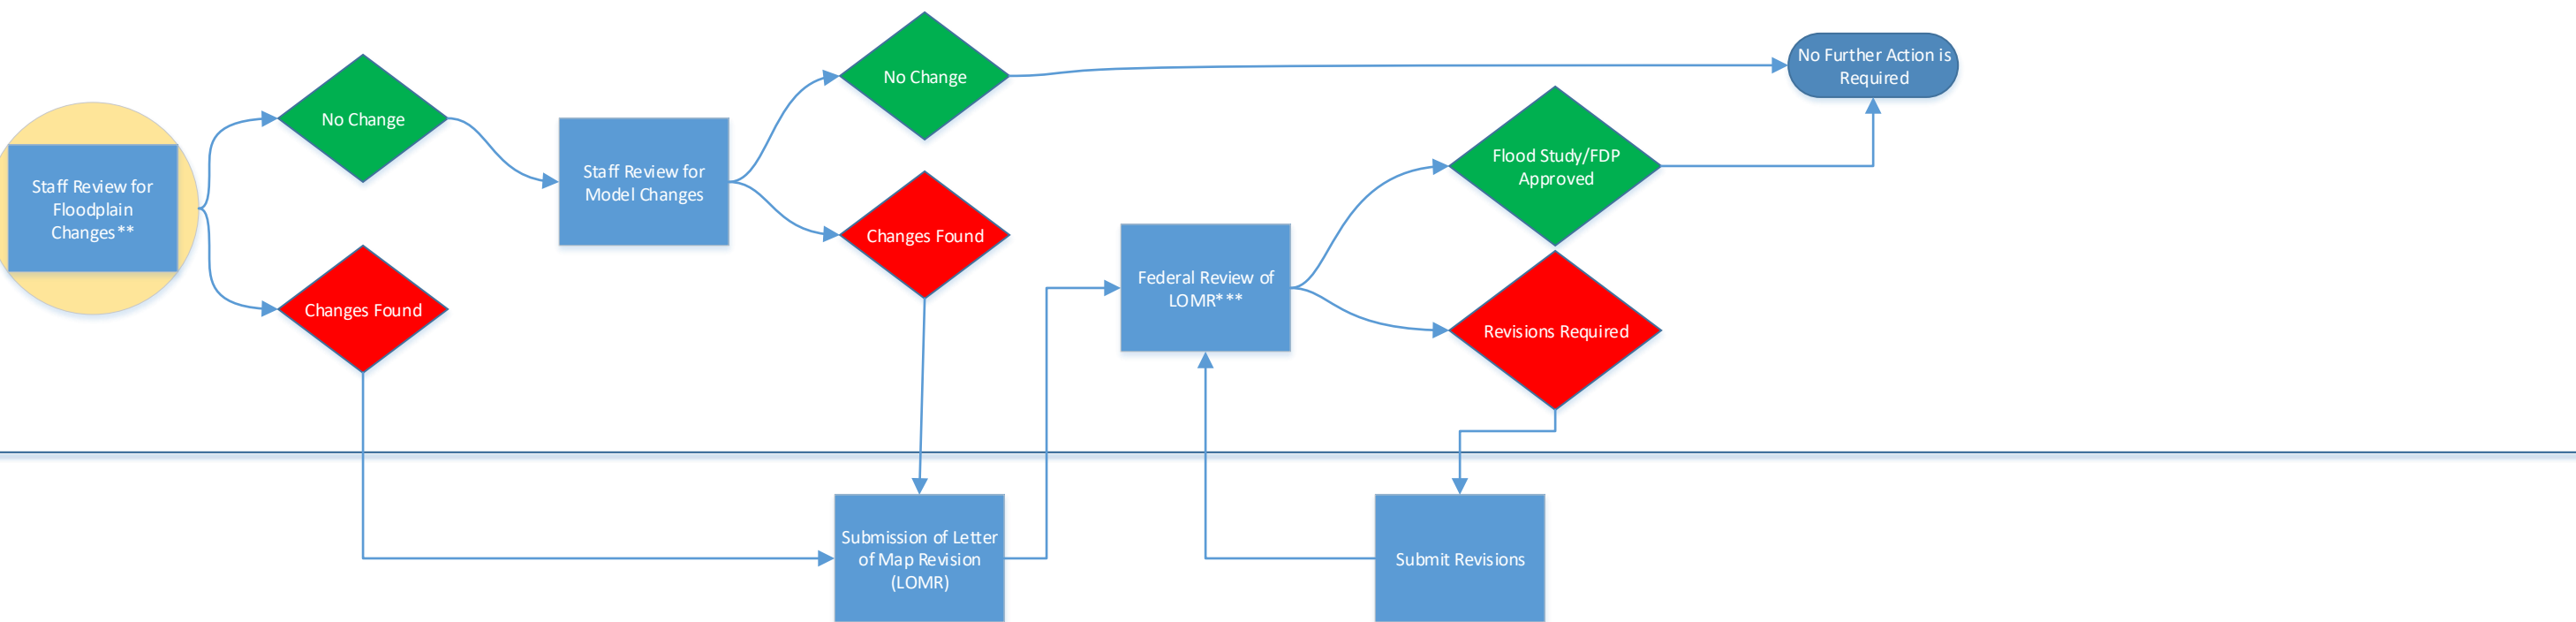 Staff Review for
Floodplain
Changes**
No Change
Changes Found
Staff Review for
Model Changes
No Change
Changes Found
Submission of Letter
of Map Revision
(LOMR)
Federal Review of
LOMR***
Flood Study/FDP
Approved
Revisions Required
Submit Revisions
No Further Action is
Required